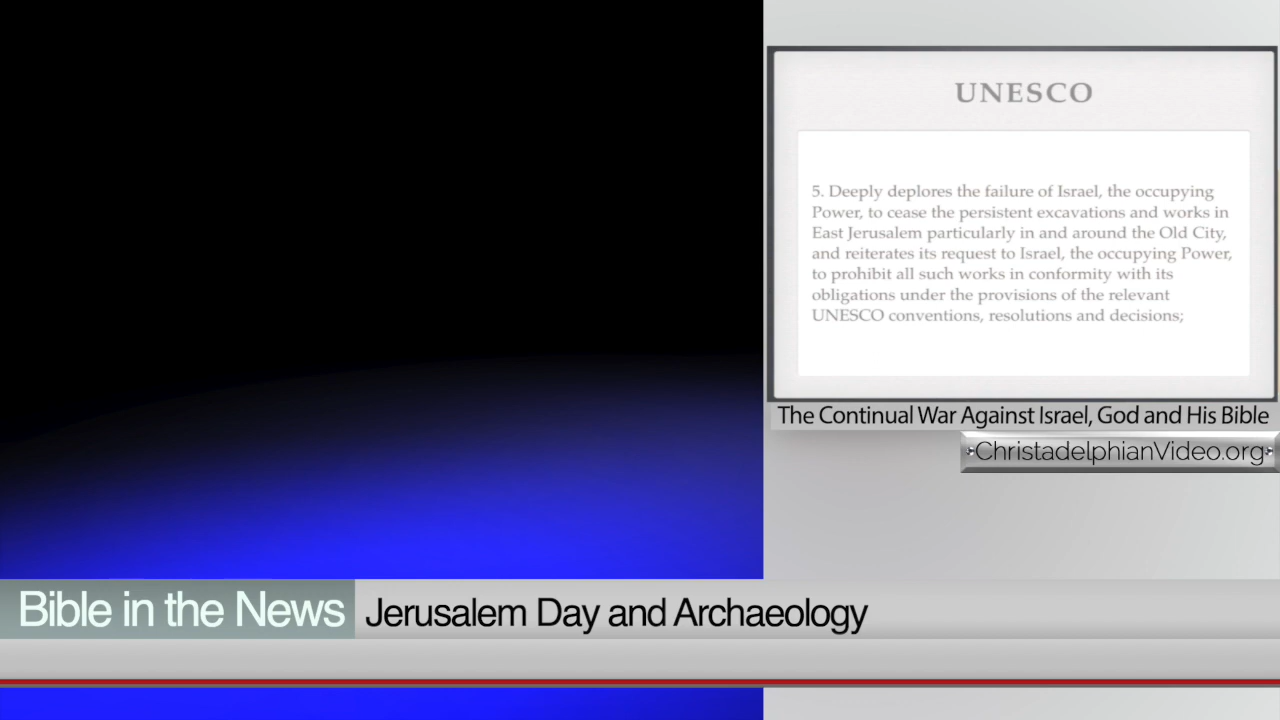 UNESCO
5. Deeply deplores the failure of Israel, the occupying
Power, to cease the persistent excavations and works in
East Jerusalem particularly in and around the Old City,
and reiterates its request to Israel, the occupying Power,
to prohibit all such works in conformity with its
obligations under the provisions of the relevant
UNESCO conventions, resolutions and decisions;
The Continual War Against Israel, God and His Bible
ChristadelphianVideo.org
Bible in the News Jerusalem Day and Archaeology